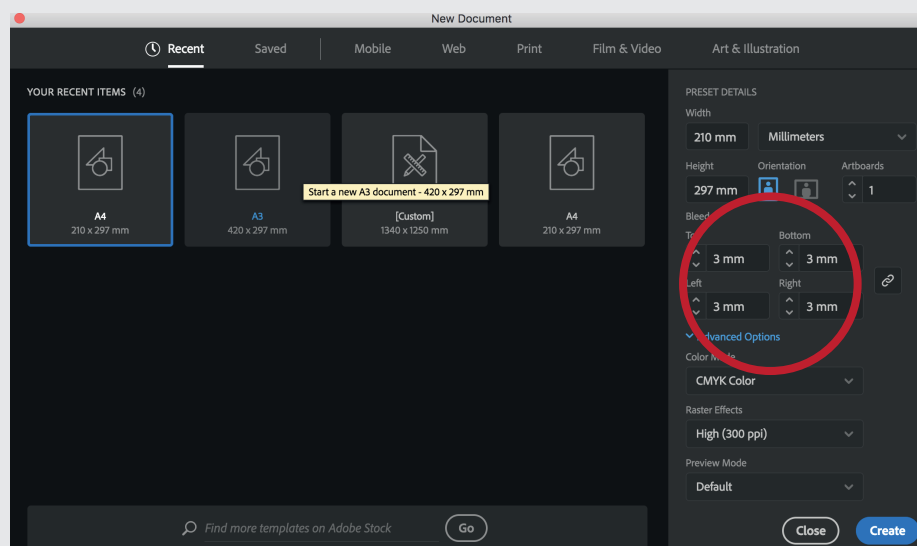 New Document
Recent
Saved
Mobile
Web
Print
Film & Video
Art & Illustration
YOUR RECENT ITEMS (4)
A4
210 x 297 mm
A3
420 x 297 mm
Start a new A3 document - 420 x 297 mm
[Custom]
1340 x 1250 mm
A4
210 x 297 mm
Find more templates on Adobe Stock
Go
PRESET DETAILS
Width
210 mm
Millimeters
Height
Orientation
Artboards
297 mm
1
Bleed
Bottom
3 mm
3 mm
Left
Right
3 mm
3 mm
Advanced Options
Color Mode
CMYK Color
Raster Effects
High (300 ppi)
Preview Mode
Default
Close
Create